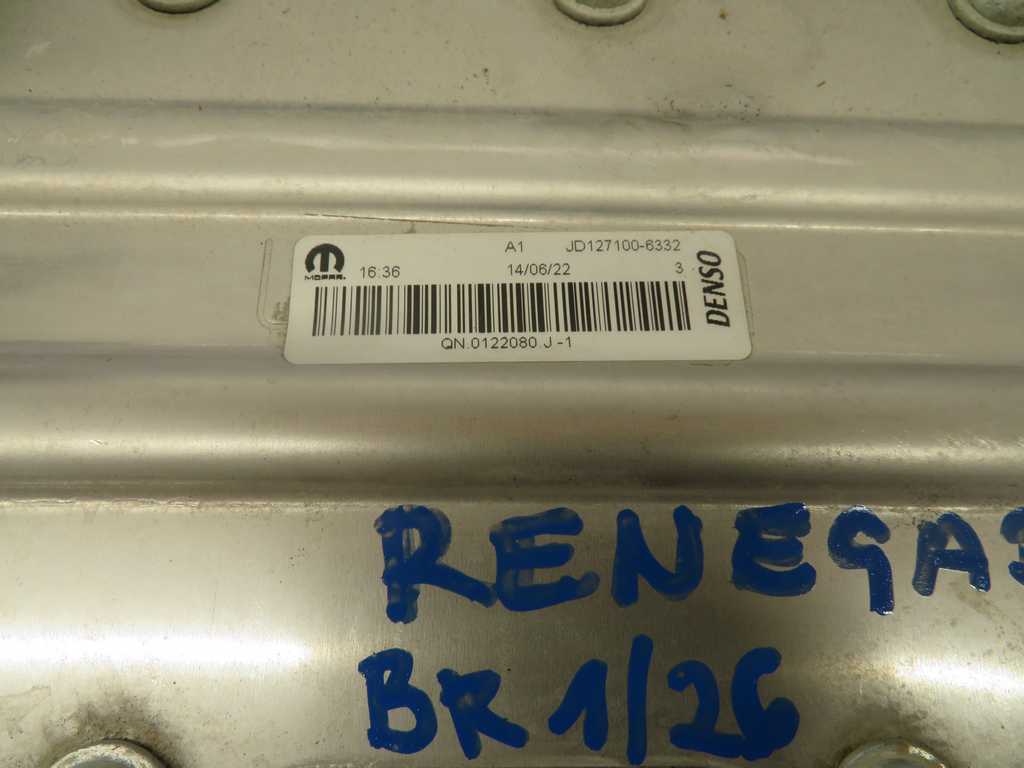 A1 JD127100-6332
MOPAR. 16:36 14/06/22 3
DENSO
QN.0122080.J-1
RENEGA
BR 1/26